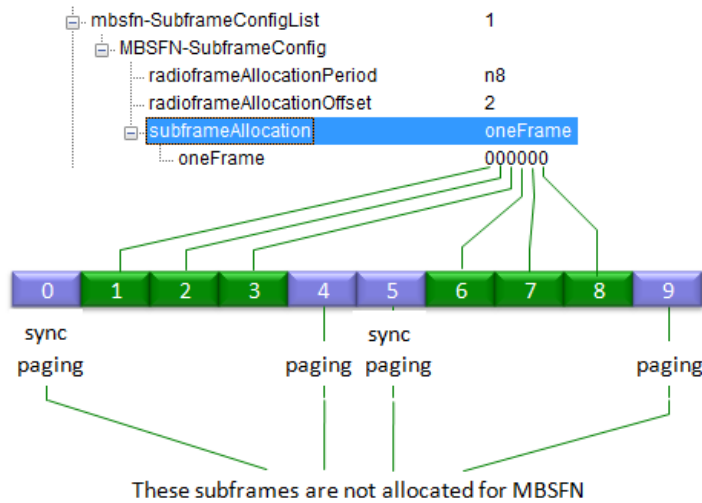 mbsfn-SubframeConfigList 1
MBSFN-SubframeConfig
radioframeAllocationPeriod n8
radioframeAllocationOffset 2
subframeAllocation oneFrame
oneFrame 000000
0 1 2 3 4 5 6 7 8 9
sync sync
paging paging paging paging
These subframes are not allocated for MBSFN